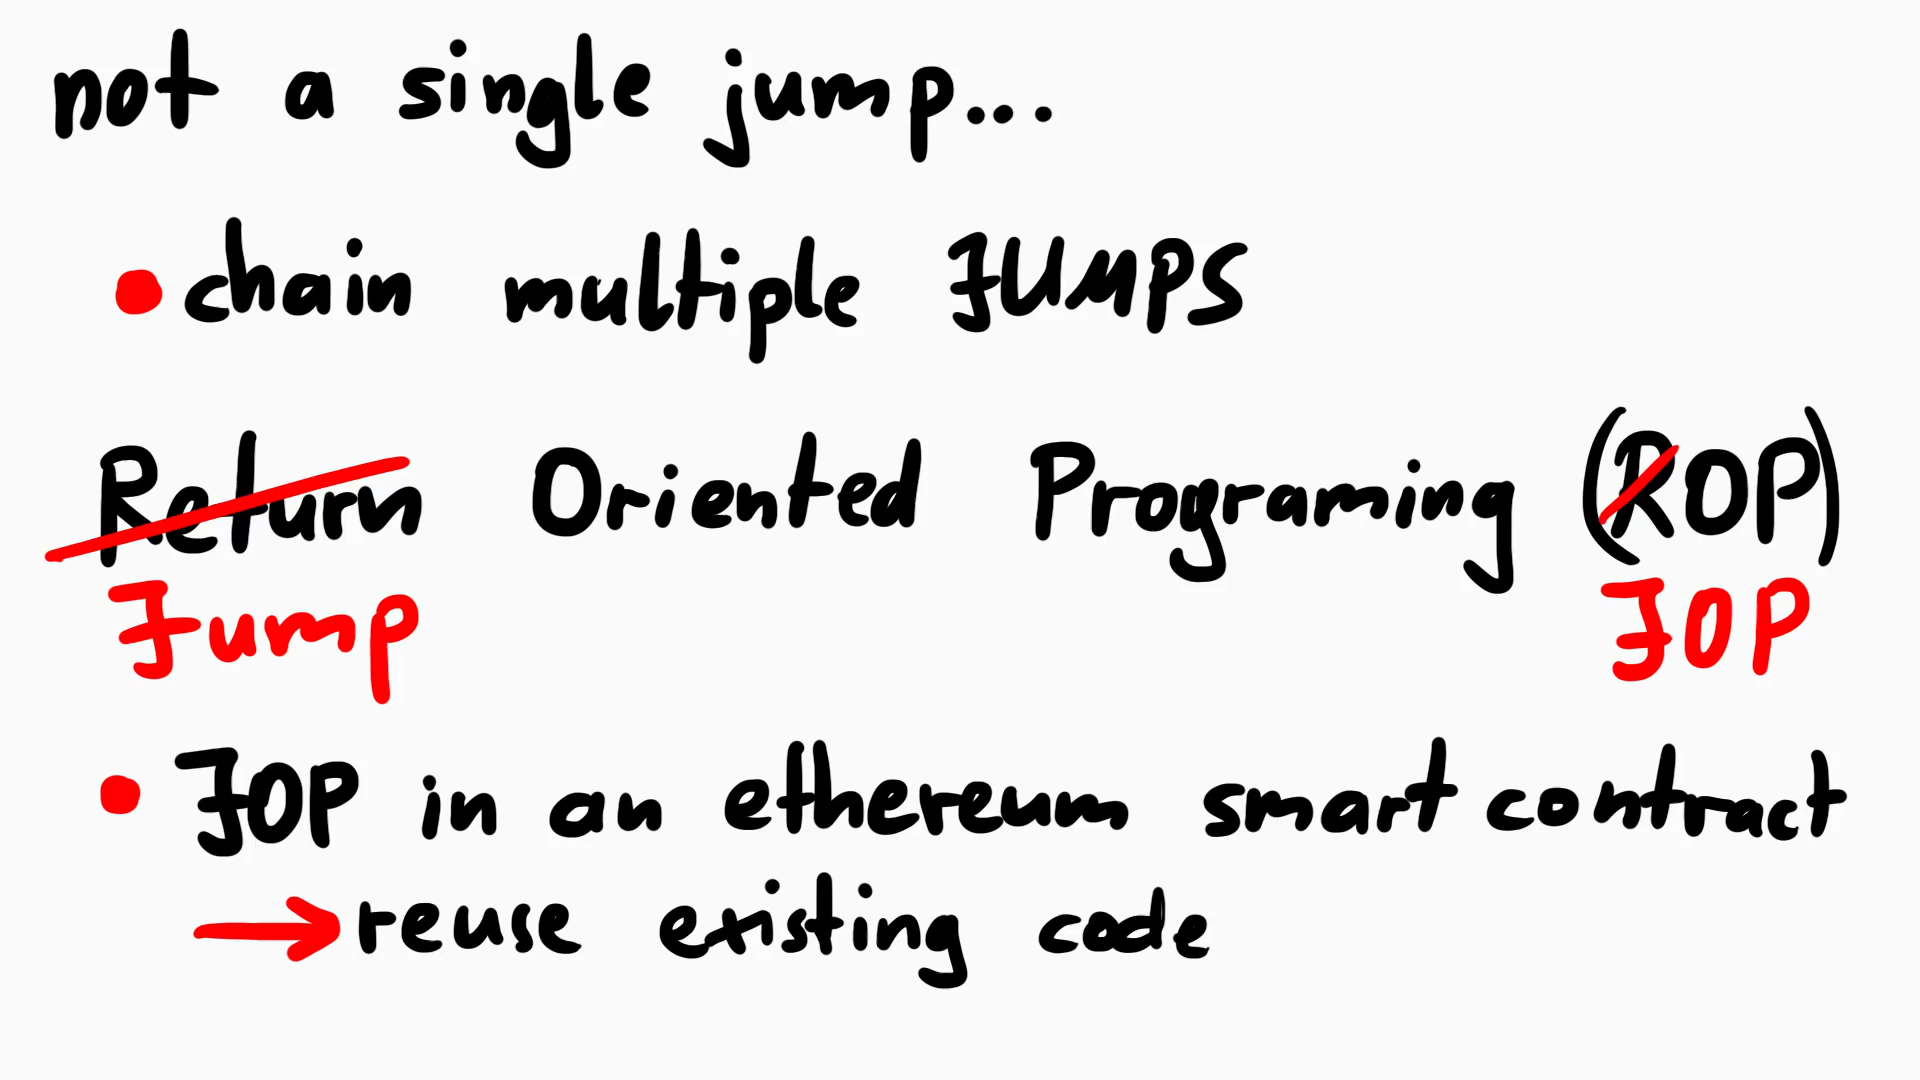 not a single jump...
• chain multiple JUMPS
Return Oriented Programing (ROP)
Jump JOP
• JOP in an ethereum smart contract
→ reuse existing code